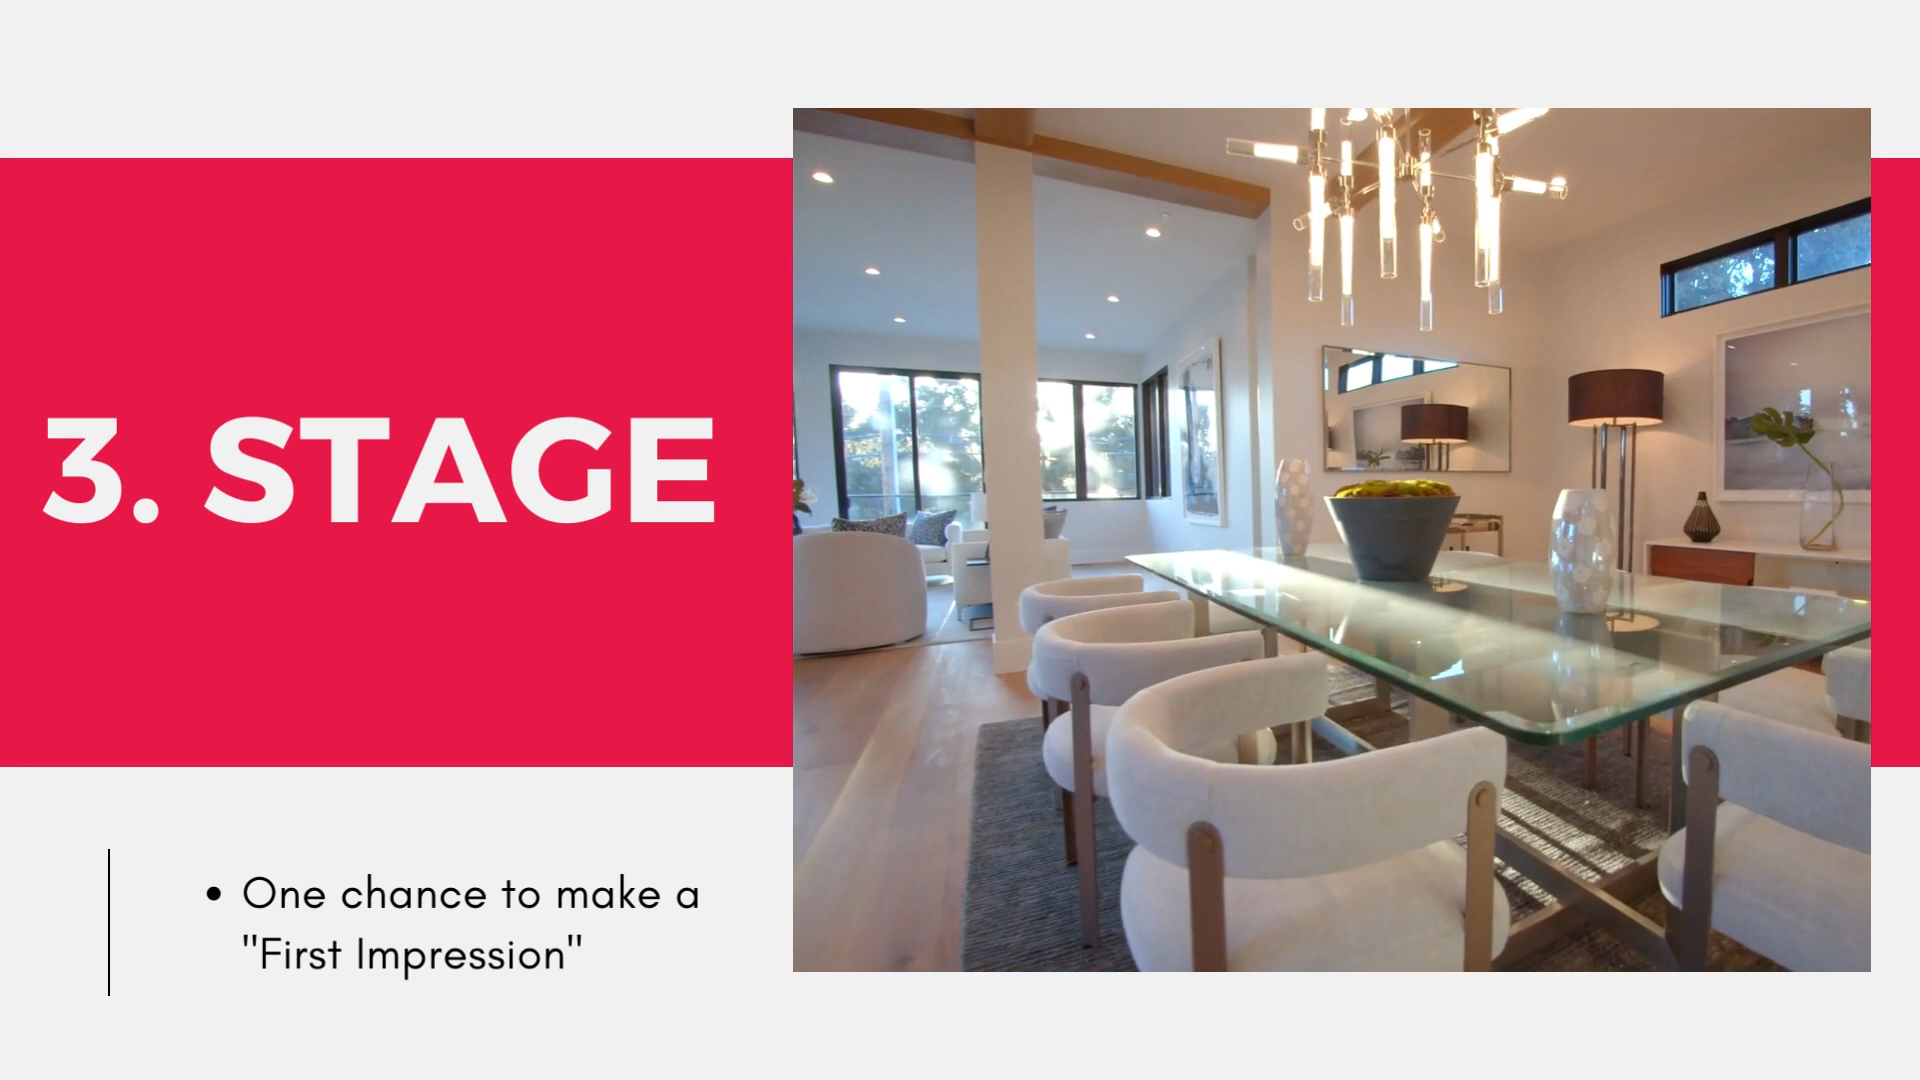 3. STAGE
• One chance to make a
"First Impression"